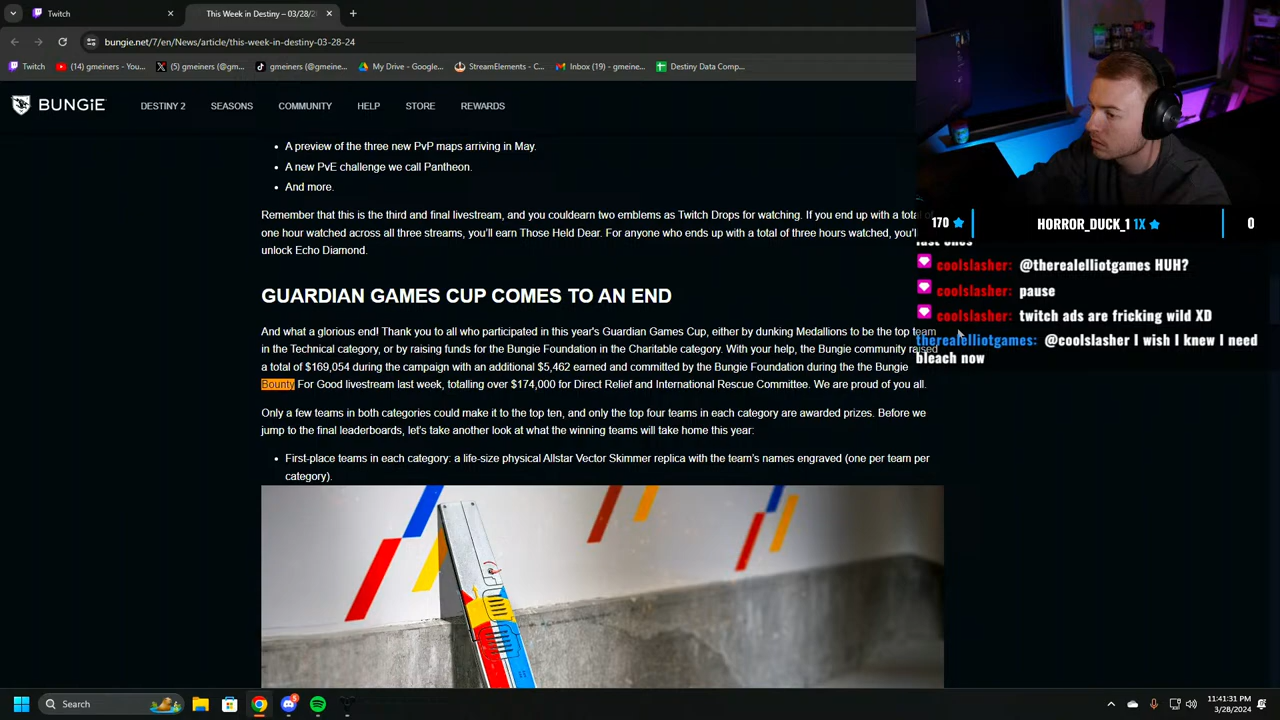 Twitch
This Week in Destiny – 03/28/2
bungie.net/7/en/News/article/this-week-in-destiny-03-28-24
Twitch
(14) gmeiners - You...
(5) gmeiners (@gm...
gmeiners (@gmeine...
My Drive - Google...
StreamElements - C...
Inbox (19) - gmeine...
Destiny Data Comp...
BUNGiE
DESTINY 2
SEASONS
COMMUNITY
HELP
STORE
REWARDS
A preview of the three new PvP maps arriving in May.
A new PvE challenge we call Pantheon.
And more.
Remember that this is the third and final livestream, and you couldearn two emblems as Twitch Drops for watching. If you end up with a total of
one hour watched across all three streams, you'll earn Those Held Dear. For anyone who ends up with a total of three hours watched, you'll
unlock Echo Diamond.
GUARDIAN GAMES CUP COMES TO AN END
And what a glorious end! Thank you to all who participated in this year's Guardian Games Cup, either by dunking Medallions to be the top team
in the Technical category, or by raising funds for the Bungie Foundation in the Charitable category. With your help, the Bungie community raised
a total of $169,054 during the campaign with an additional $5,462 earned and committed by the Bungie Foundation during the the Bungie
Bounty For Good livestream last week, totalling over $174,000 for Direct Relief and International Rescue Committee. We are proud of you all.
Only a few teams in both categories could make it to the top ten, and only the top four teams in each category are awarded prizes. Before we
jump to the final leaderboards, let's take another look at what the winning teams will take home this year:
First-place teams in each category: a life-size physical Allstar Vector Skimmer replica with the team's names engraved (one per team per
category).
170
HORROR_DUCK_1 1X
0
last ones
coolslasher: @therealelliotgames HUH?
coolslasher: pause
coolslasher: twitch ads are fricking wild XD
therealelliotgames: @coolslasher I wish I knew I need
bleach now
Search
5
11:41:31 PM
3/28/2024